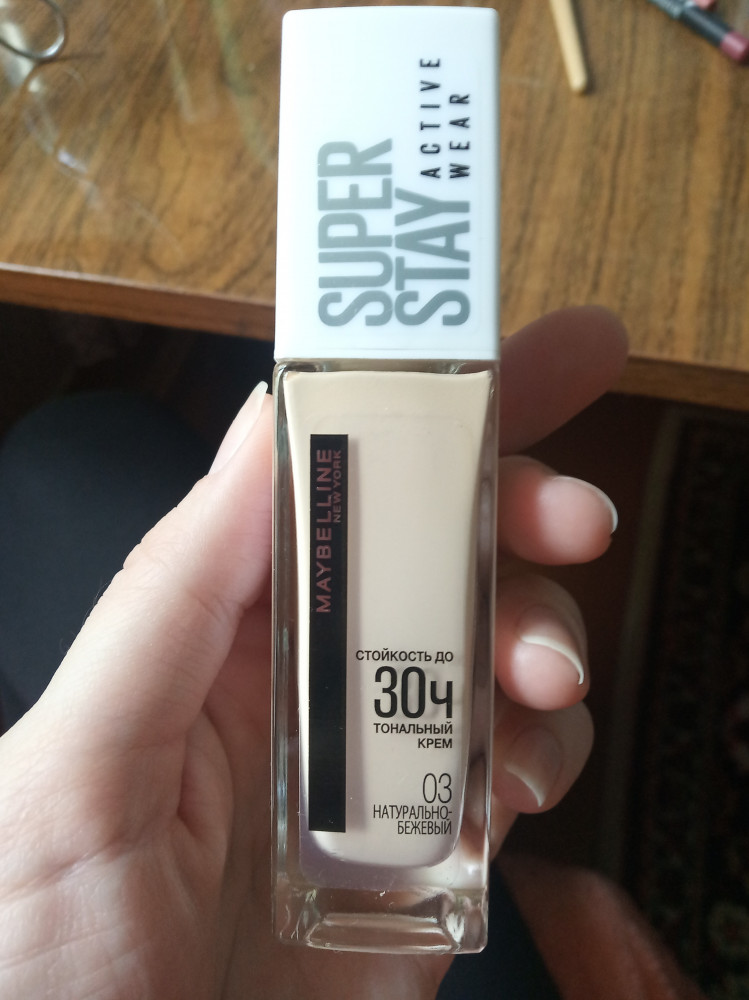 SUPER
STAY
ACTIVE
WEAR
MAYBELLINE
NEW YORK
СТОЙКОСТЬ ДО
30ч
ТОНАЛЬНЫЙ
КРЕМ
03
НАТУРАЛЬНО-
БЕЖЕВЫЙ